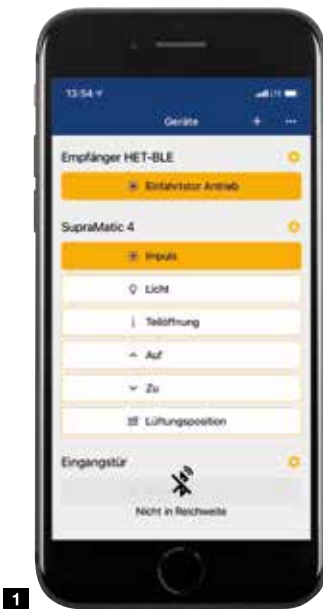 13:54
Geräte + ...
Empfänger HET-BLE
Einfahrtstor Antrieb
SupraMatic 4
Impuls
Licht
Teilöffnung
Auf
Zu
Lüftungsposition
Eingangstür
Nicht in Reichweite
1